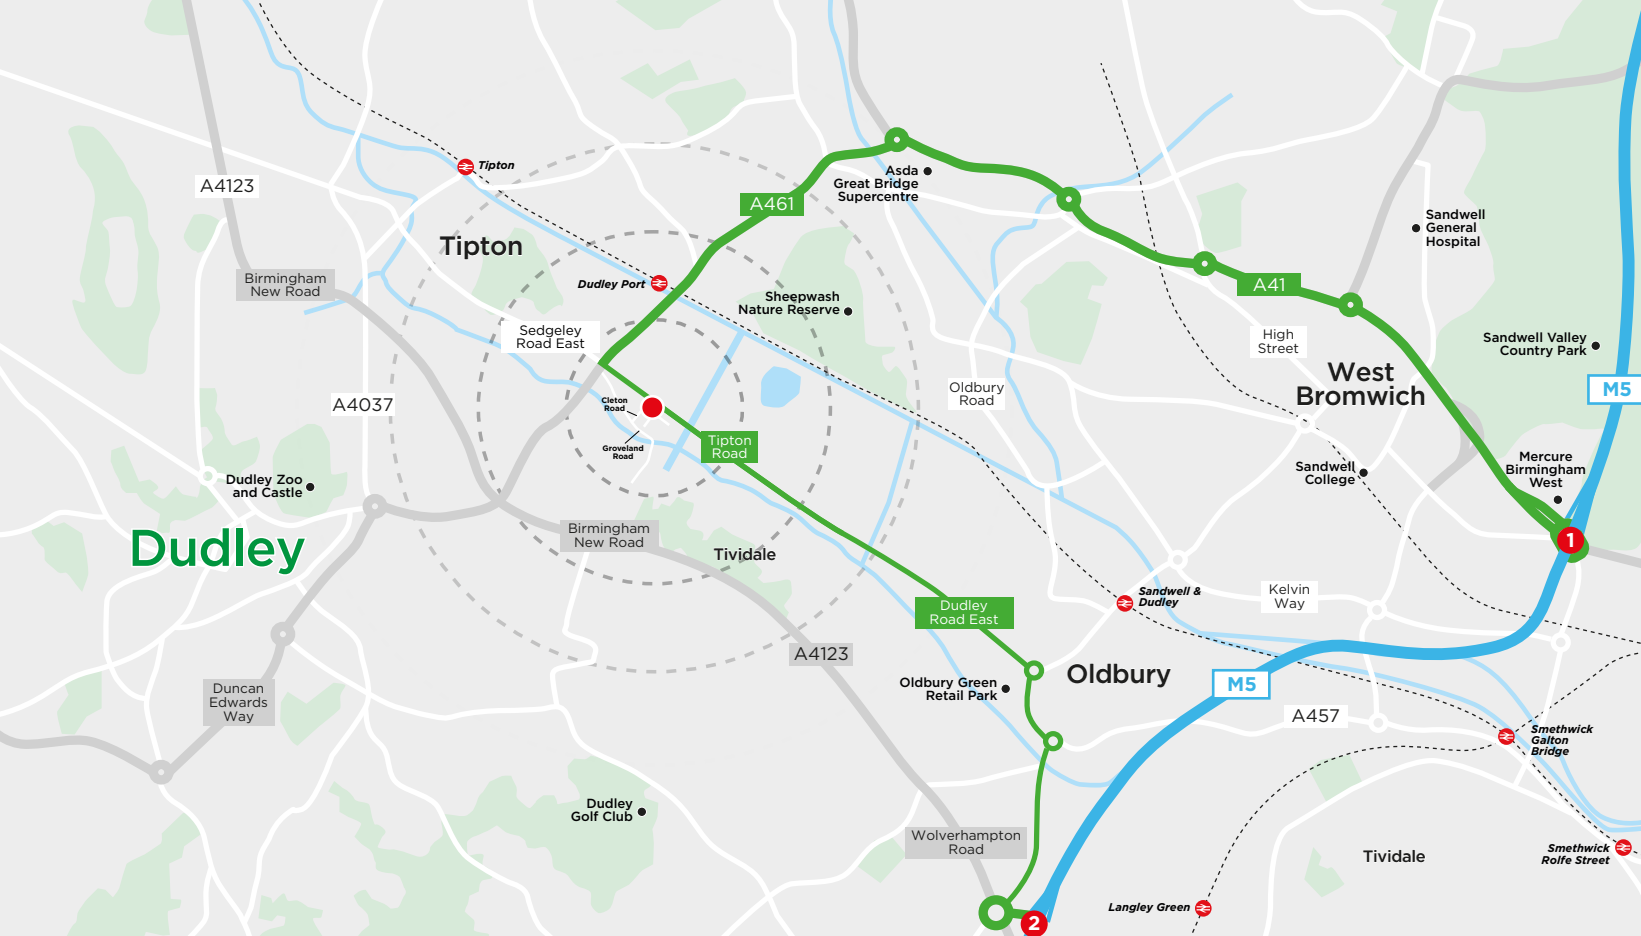 A4123
Tipton
A461
Asda
Great Bridge
Supercentre
Sandwell
General
Hospital
Tipton
Birmingham
New Road
Dudley Port
Sheepwash
Nature Reserve
A41
Sedgeley
Road East
High
Street
Sandwell Valley
Country Park
West
Bromwich
M5
Oldbury
Road
A4037
Cleton
Road
Groveland
Road
Tipton
Road
Mercure
Birmingham
West
Sandwell
College
Dudley Zoo
and Castle
Dudley
Birmingham
New Road
Tividale
1
Sandwell &
Dudley
Kelvin
Way
Dudley
Road East
A4123
Oldbury
Oldbury Green
Retail Park
M5
Duncan
Edwards
Way
A457
Smethwick
Galton
Bridge
Dudley
Golf Club
Wolverhampton
Road
Tividale
Smethwick
Rolfe Street
Langley Green
2